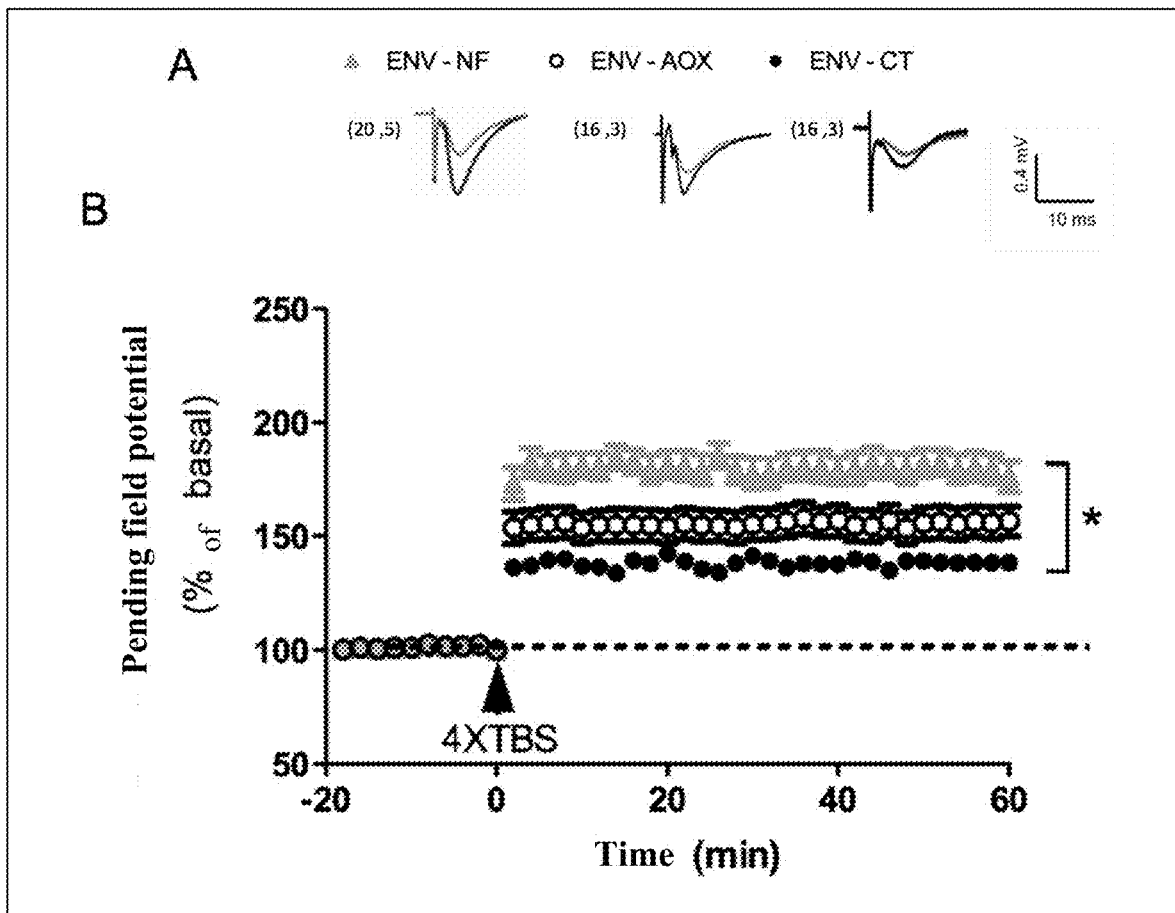 A
ENV - NF ENV - AOX ENV - CT
(20 ,5) (16 ,3) (16 ,3)
0.4 mV
10 ms
B
Pending field potential
(% of basal)
250
200
150
100
50
4XTBS
*
-20 0 20 40 60
Time (min)